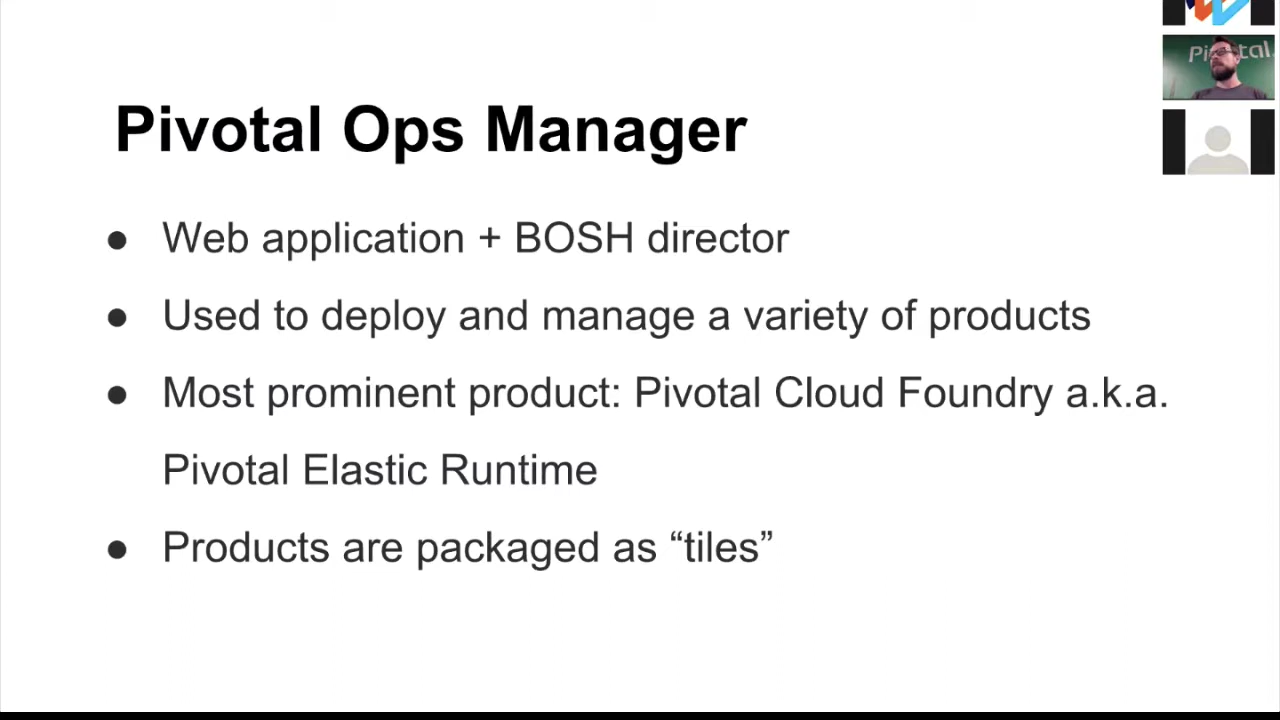 Pivotal
Pivotal Ops Manager
● Web application + BOSH director
● Used to deploy and manage a variety of products
● Most prominent product: Pivotal Cloud Foundry a.k.a.
Pivotal Elastic Runtime
● Products are packaged as “tiles”